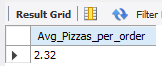 Result Grid Filter
Avg_Pizzas_per_order
2.32